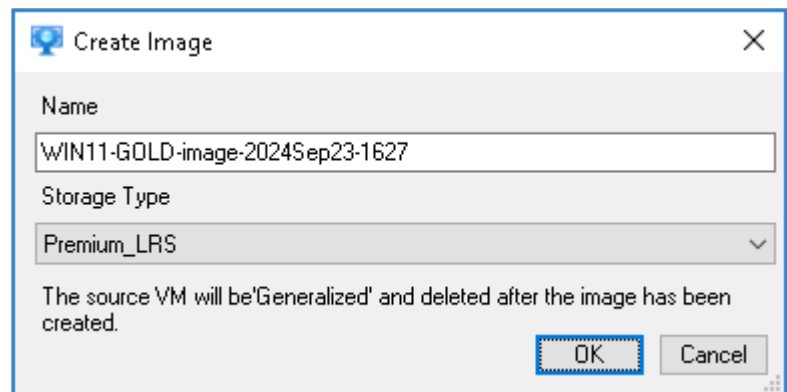 Create Image
Name
WIN11-GOLD-image-2024Sep23-1627
Storage Type
Premium_LRS
The source VM will be'Generalized' and deleted after the image has been
created.
OK Cancel